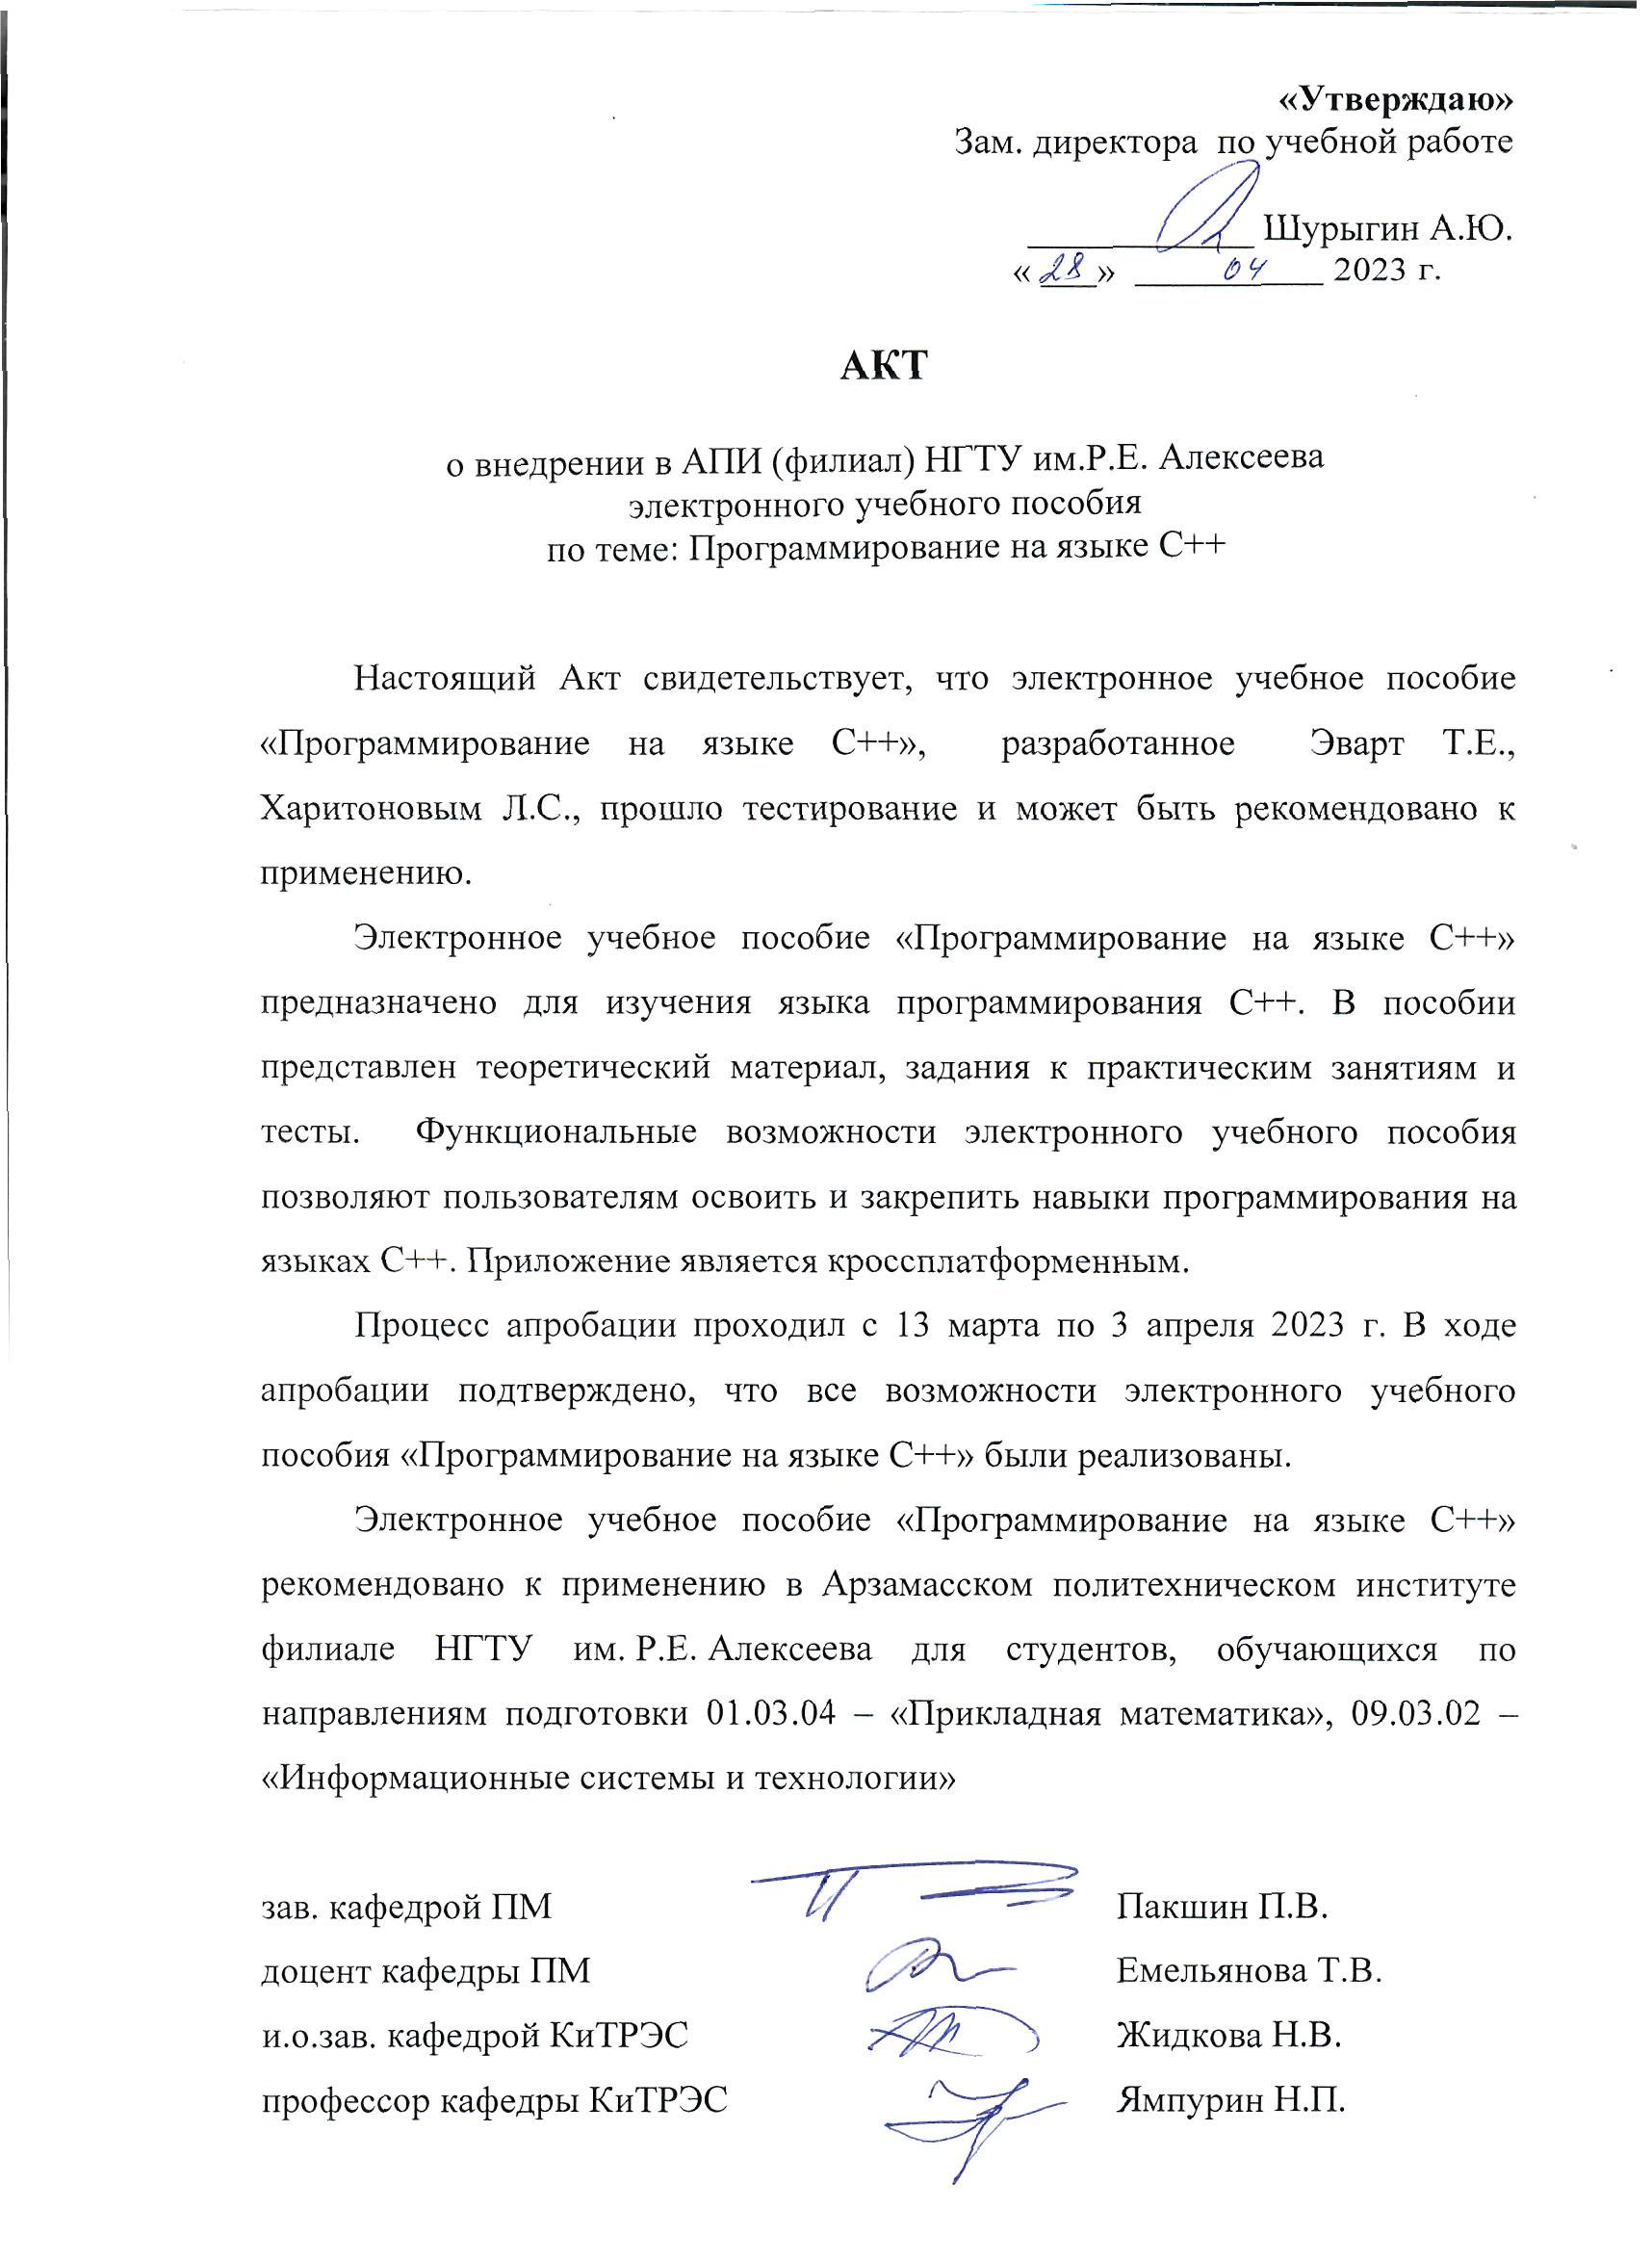 «Утверждаю»
Зам. директора по учебной работе
Шурыгин А.Ю.
« 28 » 04 2023 г.
АКТ
о внедрении в АПИ (филиал) НГТУ им.Р.Е. Алексеева
электронного учебного пособия
по теме: Программирование на языке С++
Настоящий Акт свидетельствует, что электронное учебное пособие
«Программирование на языке С++», разработанное Эварт Т.Е.,
Харитоновым Л.С., прошло тестирование и может быть рекомендовано к
применению.
Электронное учебное пособие «Программирование на языке С++»
предназначено для изучения языка программирования С++. В пособии
представлен теоретический материал, задания к практическим занятиям и
тесты. Функциональные возможности электронного учебного пособия
позволяют пользователям освоить и закрепить навыки программирования на
языках С++. Приложение является кроссплатформенным.
Процесс апробации проходил с 13 марта по 3 апреля 2023 г. В ходе
апробации подтверждено, что все возможности электронного учебного
пособия «Программирование на языке С++» были реализованы.
Электронное учебное пособие «Программирование на языке С++»
рекомендовано к применению в Арзамасском политехническом институте
филиале НГТУ им. Р.Е. Алексеева для студентов, обучающихся по
направлениям подготовки 01.03.04 – «Прикладная математика», 09.03.02 –
«Информационные системы и технологии»
зав. кафедрой ПМ Пакшин П.В.
доцент кафедры ПМ Емельянова Т.В.
и.о.зав. кафедрой КиТРЭС Жидкова Н.В.
профессор кафедры КиТРЭС Ямпурин Н.П.